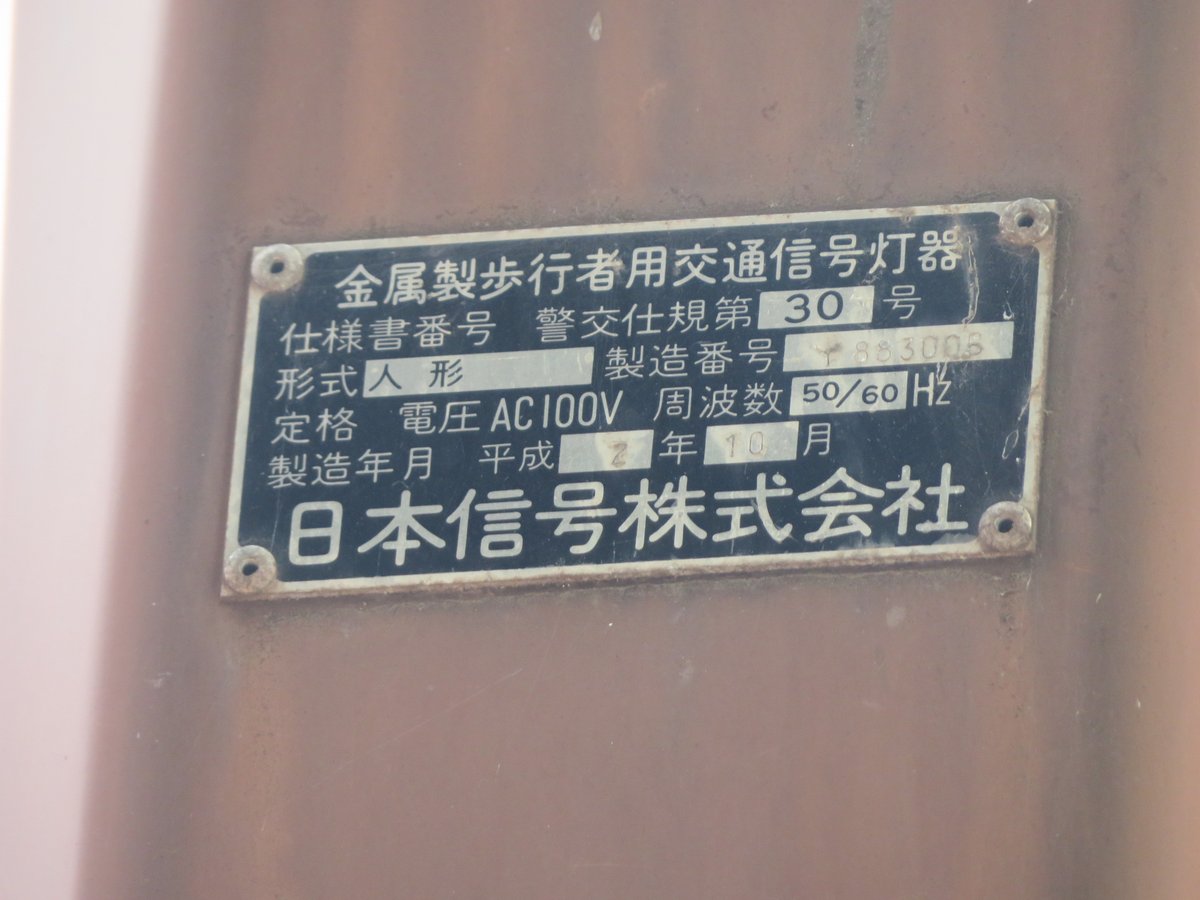 金属製歩行者用交通信号灯器
仕様書番号 警交仕規第 30 号
形式 人形 製造番号
定格 電圧 AC100V 周波数 50/60 Hz
製造年月 平成 2 年 10 月
日本信号株式会社